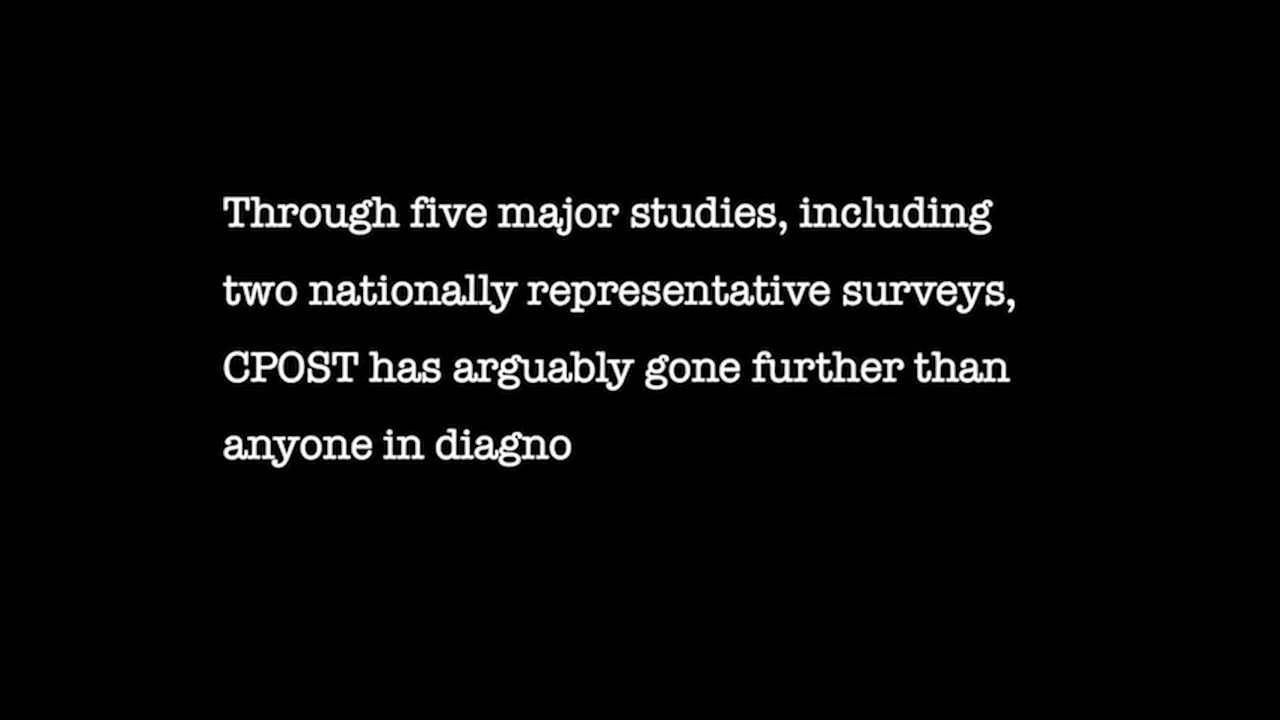 Through five major studies, including
two nationally representative surveys,
CPOST has arguably gone further than
anyone in diagno